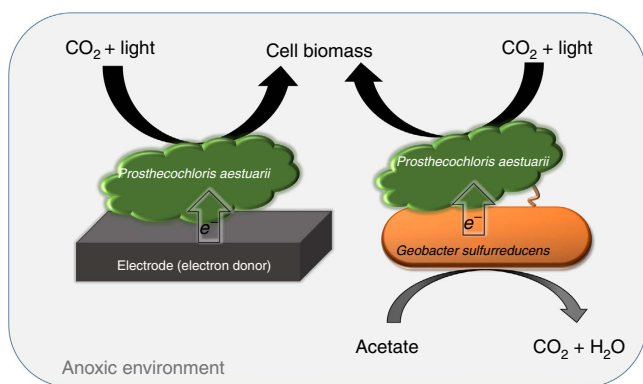 CO₂ + light
Cell biomass
CO₂ + light
Prosthecochloris aestuarii
Prosthecochloris aestuarii
e⁻
e⁻
Electrode (electron donor)
Geobacter sulfurreducens
Acetate
CO₂ + H₂O
Anoxic environment